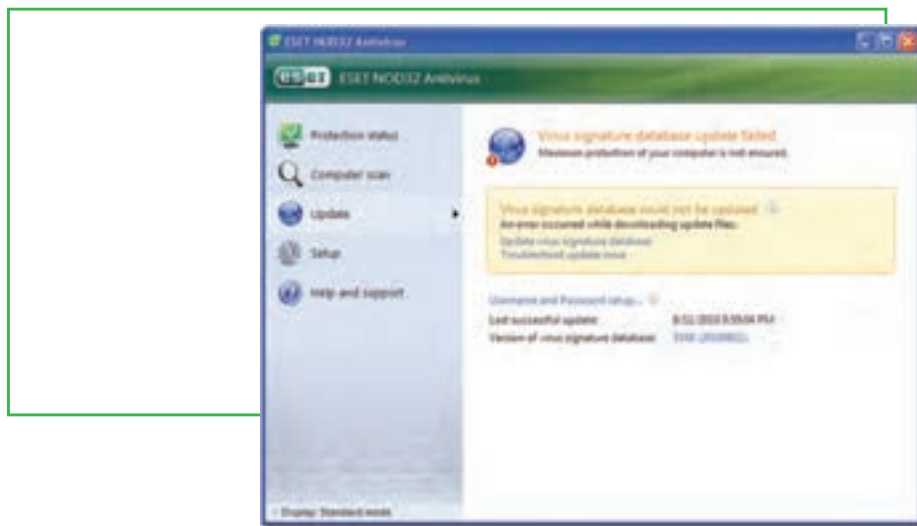 ESET NOD32 Antivirus
eset ESET NOD32 Antivirus
Protection status
Computer scan
Update
Setup
Help and support
Virus signature database update failed
Maximum protection of your computer is not ensured.
Virus signature database could not be updated
An error occurred while downloading update files.
Update virus signature database
Troubleshoot update issue
Username and Password setup...
Last successful update:
Version of virus signature database:
Display: Standard mode